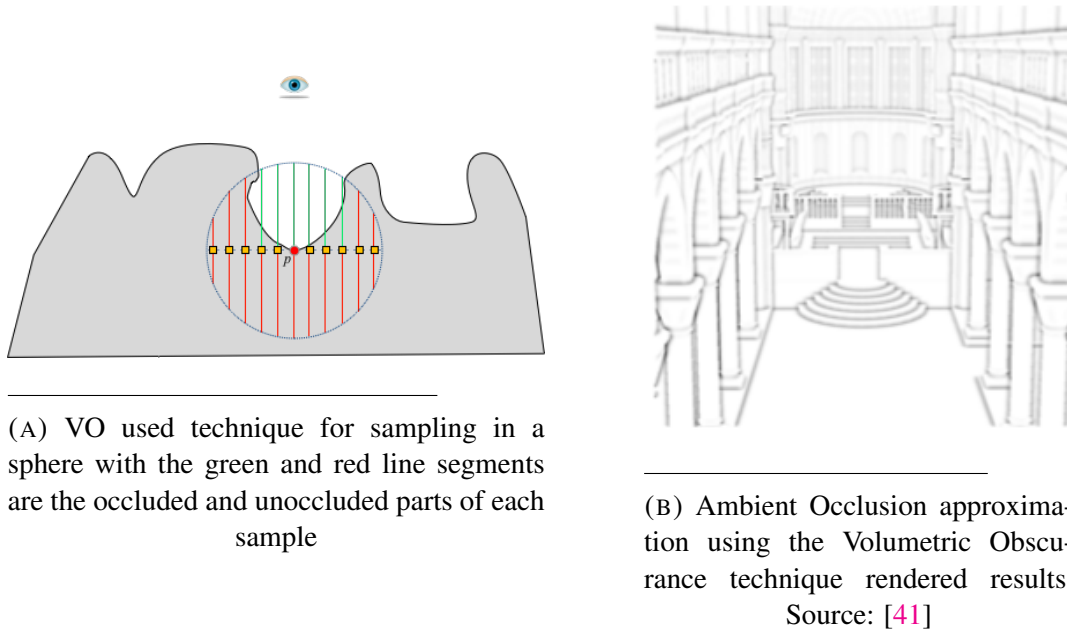 p
(A) VO used technique for sampling in a
sphere with the green and red line segments
are the occluded and unoccluded parts of each
sample
(B) Ambient Occlusion approxima-
tion using the Volumetric Obscu-
rance technique rendered results
Source: [41]